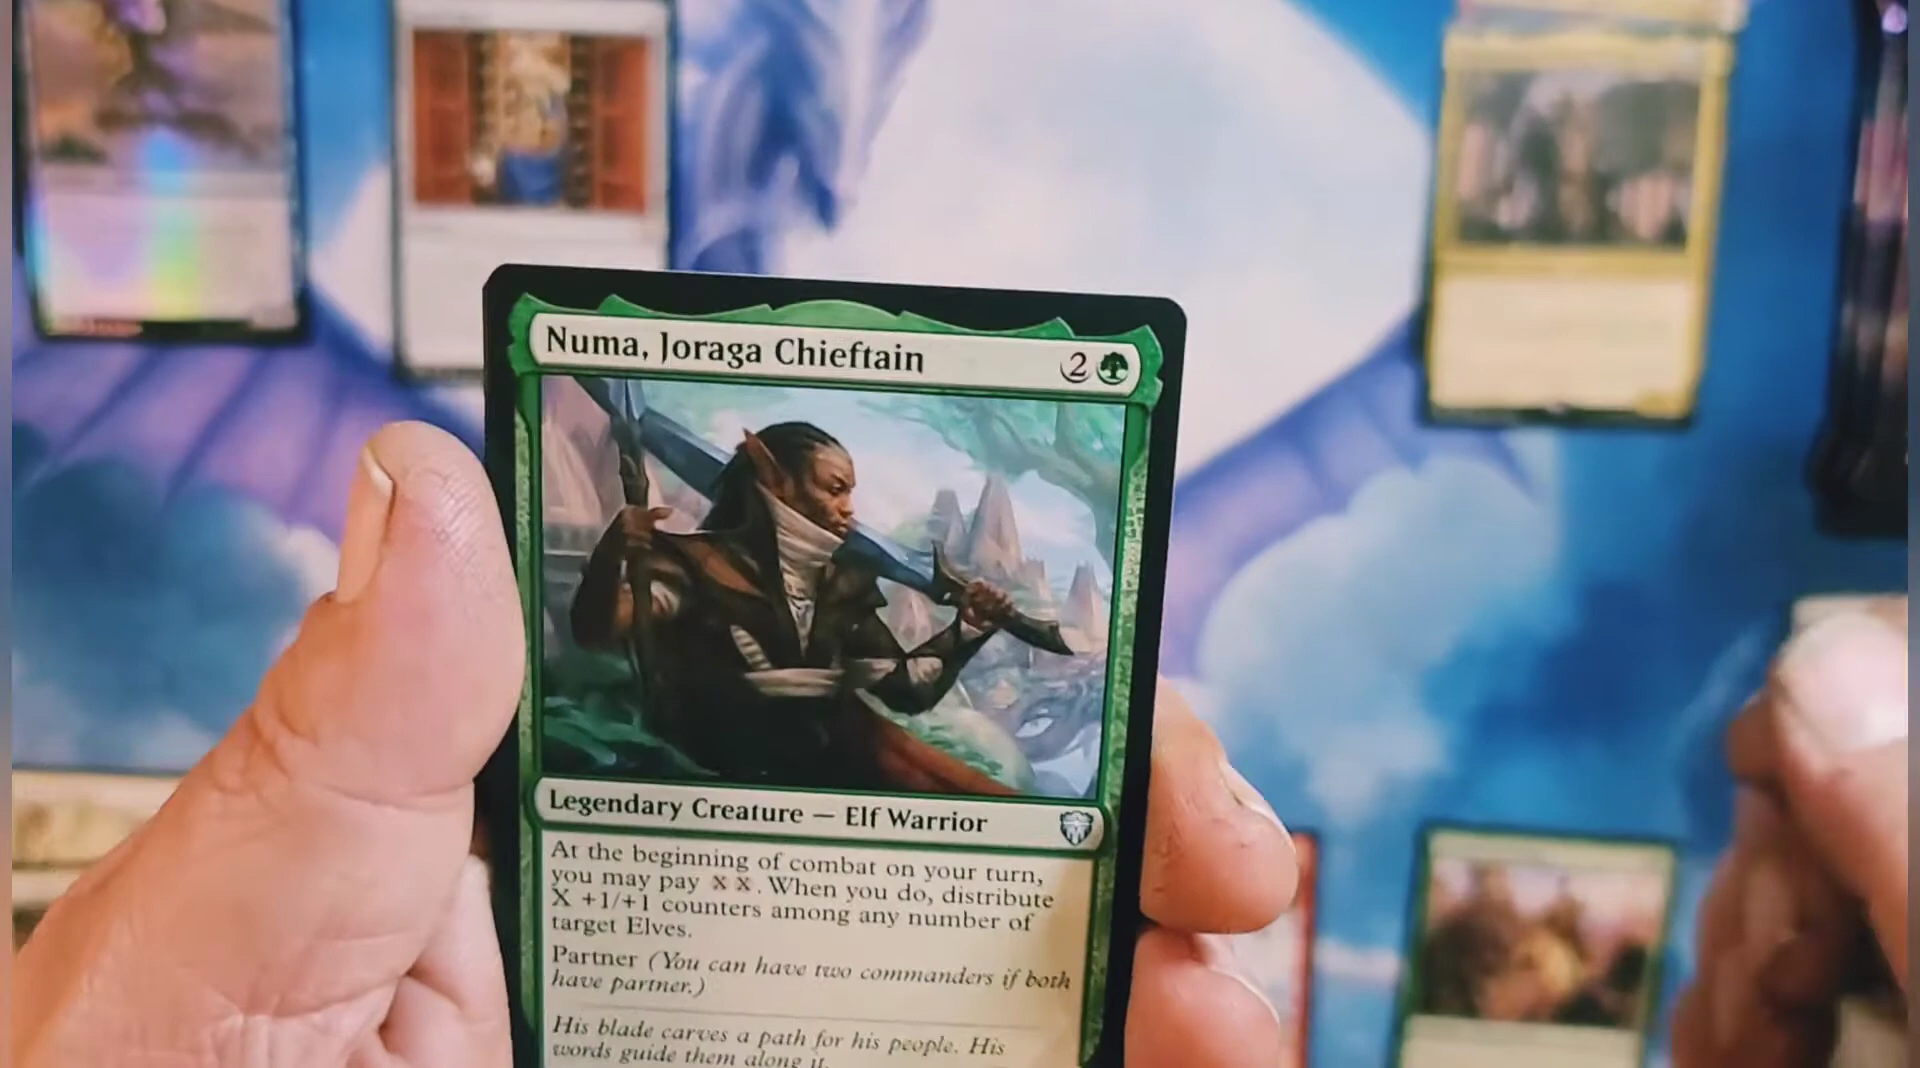 Numa, Joraga Chieftain 2
Legendary Creature — Elf Warrior
At the beginning of combat on your turn,
you may pay X X. When you do, distribute
X +1/+1 counters among any number of
target Elves.
Partner (You can have two commanders if both
have partner.)
His blade carves a path for his people. His
words guide them along it.